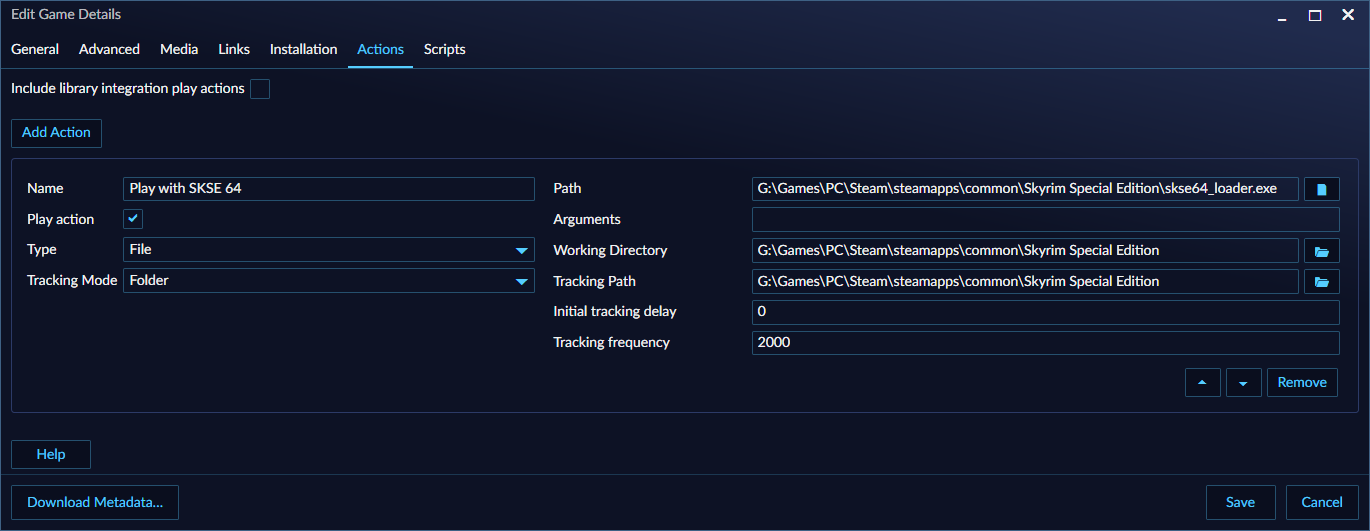 Edit Game Details
General Advanced Media Links Installation Actions Scripts
Include library integration play actions
Add Action
Name Play with SKSE 64 Path G:\Games\PC\Steam\steamapps\common\Skyrim Special Edition\skse64_loader.exe
Play action Arguments
Type File Working Directory G:\Games\PC\Steam\steamapps\common\Skyrim Special Edition
Tracking Mode Folder Tracking Path G:\Games\PC\Steam\steamapps\common\Skyrim Special Edition
Initial tracking delay 0
Tracking frequency 2000
Remove
Help
Download Metadata... Save Cancel